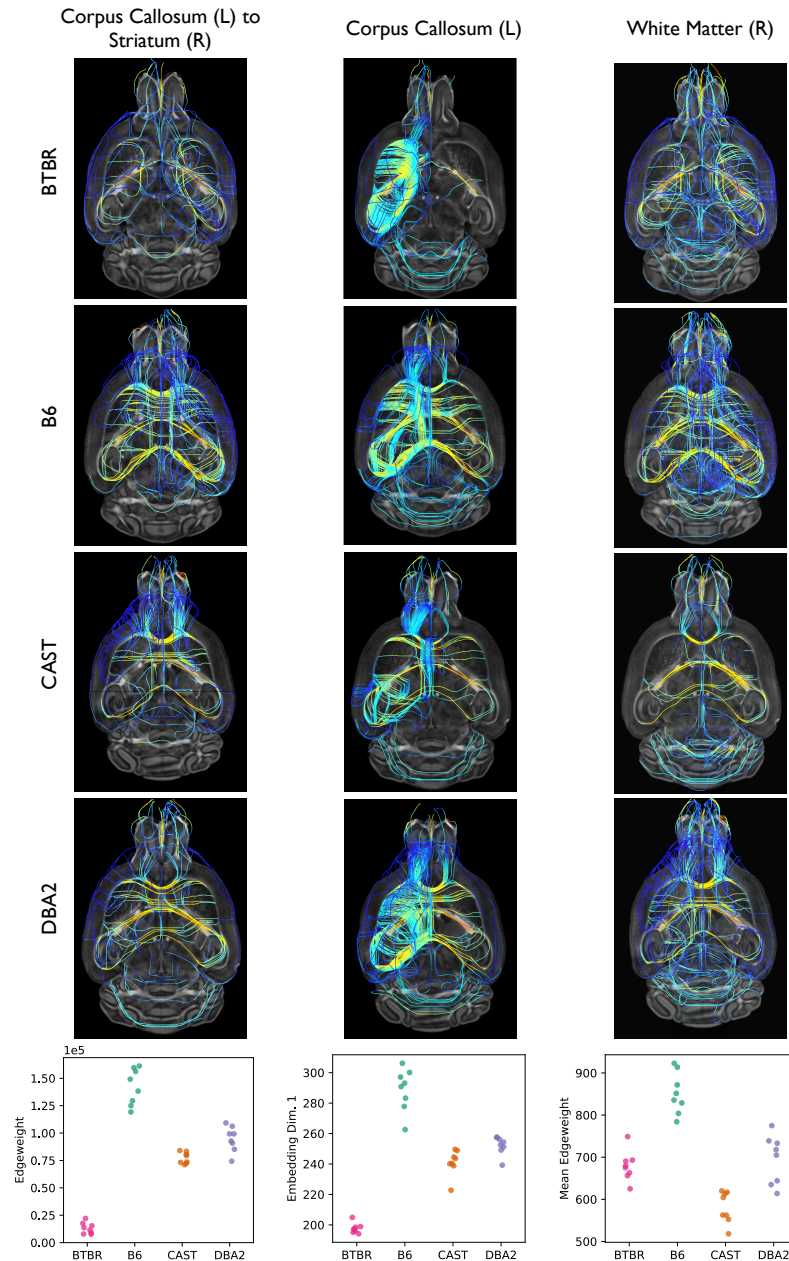 Corpus Callosum (L) to
Striatum (R)
Corpus Callosum (L)
White Matter (R)
BTBR
B6
CAST
DBA2
1e5
Edgeweight
1.50
1.25
1.00
0.75
0.50
0.25
0.00
BTBR B6 CAST DBA2
Embedding Dim. 1
300
280
260
240
220
200
BTBR B6 CAST DBA2
Mean Edgeweight
900
800
700
600
500
BTBR B6 CAST DBA2